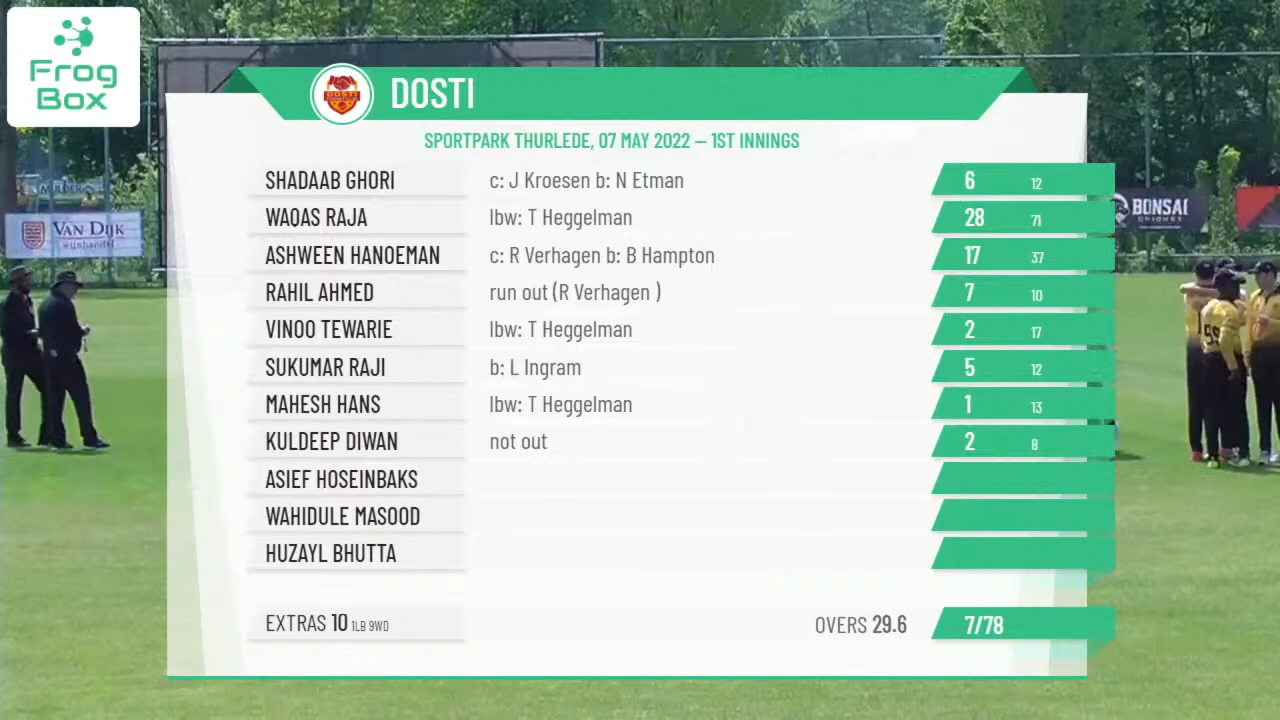 Frog
Box
DOSTI
DOSTI
SPORTPARK THURLEDE, 07 MAY 2022 – 1ST INNINGS
SHADAAB GHORI c: J Kroesen b: N Etman 6 12
WAQAS RAJA lbw: T Heggelman 28 71
ASHWEEN HANOEMAN c: R Verhagen b: B Hampton 17 37
RAHIL AHMED run out (R Verhagen ) 7 10
VINOO TEWARIE lbw: T Heggelman 2 17
SUKUMAR RAJI b: L Ingram 5 12
MAHESH HANS lbw: T Heggelman 1 13
KULDEEP DIWAN not out 2 8
ASIEF HOSEINBAKS
WAHIDULE MASOOD
HUZAYL BHUTTA
EXTRAS 10 1LB 9WD OVERS 29.6 7/78
VAN DIJK
wijnhandel
BONSAI
CRICKET
99